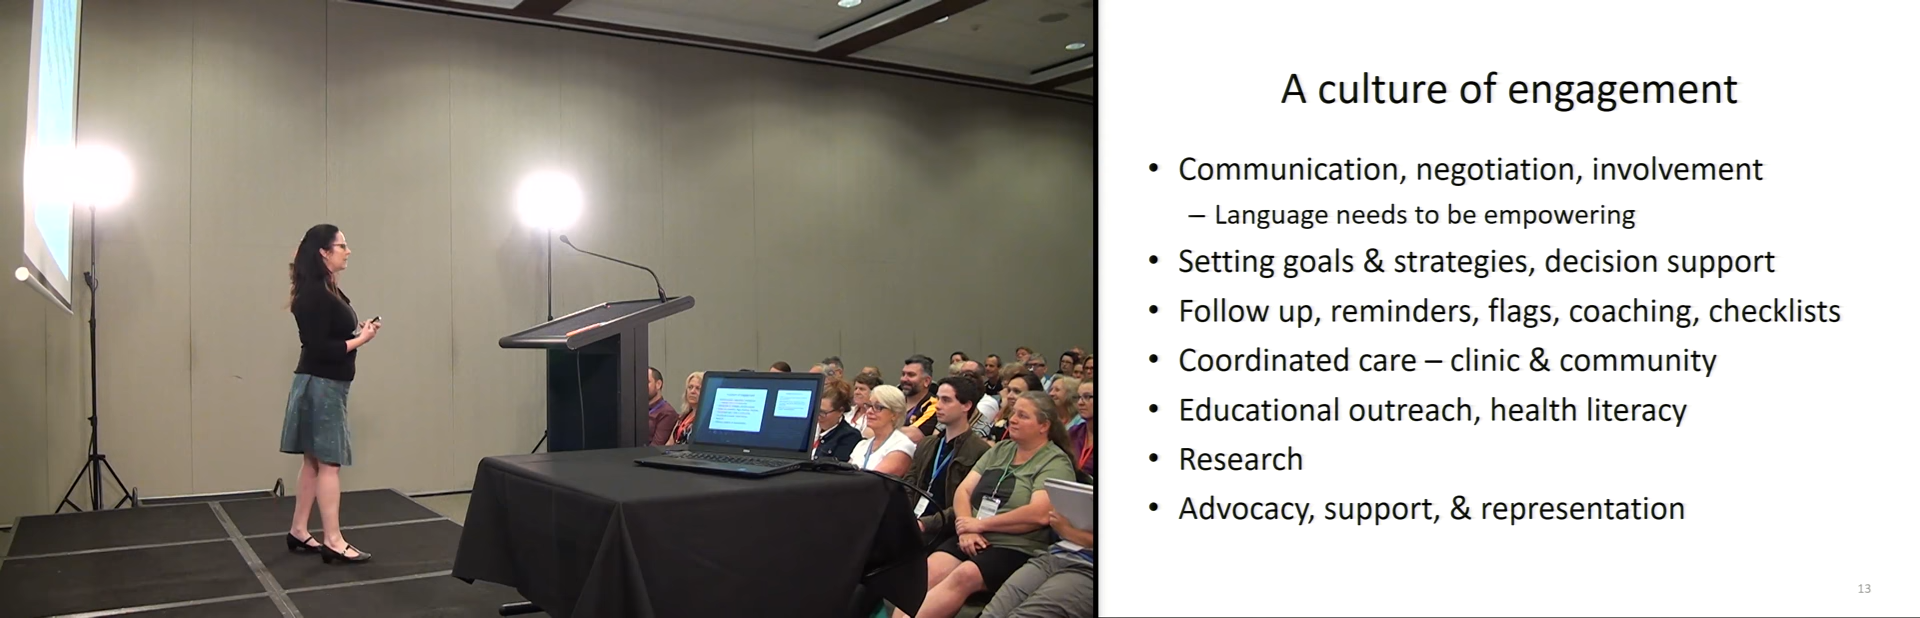 A culture of engagement
• Communication, negotiation, involvement
– Language needs to be empowering
• Setting goals & strategies, decision support
• Follow up, reminders, flags, coaching, checklists
• Coordinated care – clinic & community
• Educational outreach, health literacy
• Research
• Advocacy, support, & representation
13